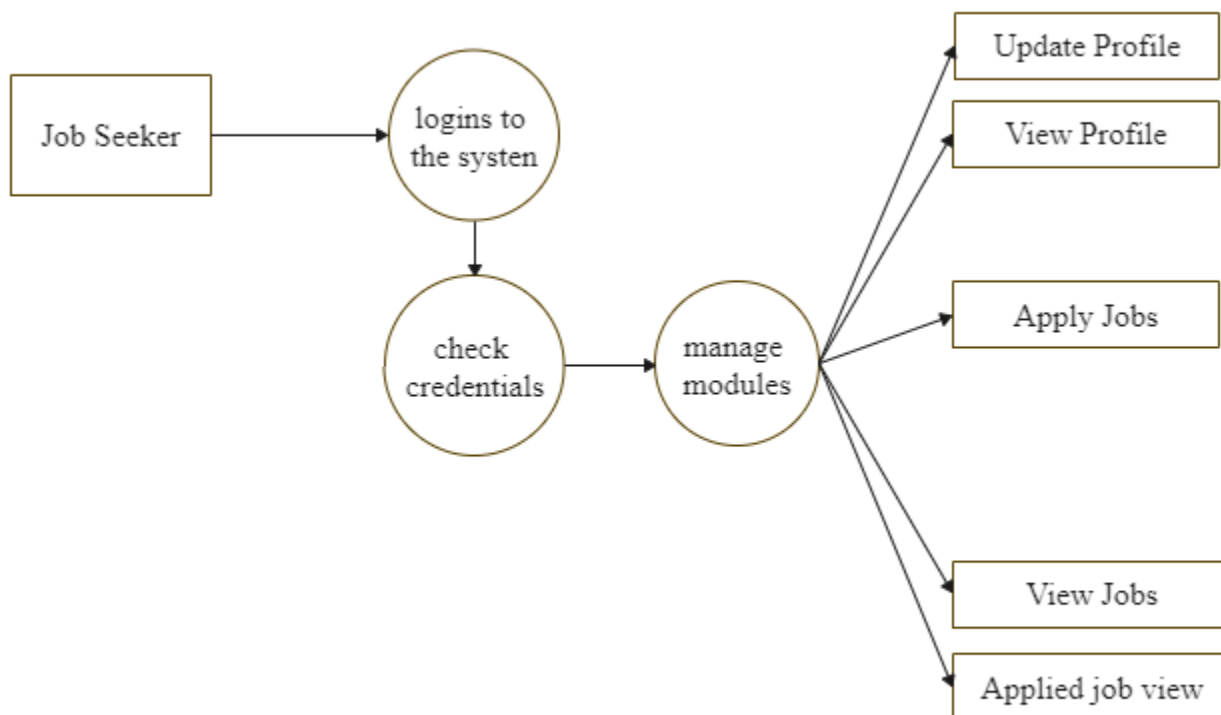 Job Seeker
logins to
the systen
check
credentials
manage
modules
Update Profile
View Profile
Apply Jobs
View Jobs
Applied job view